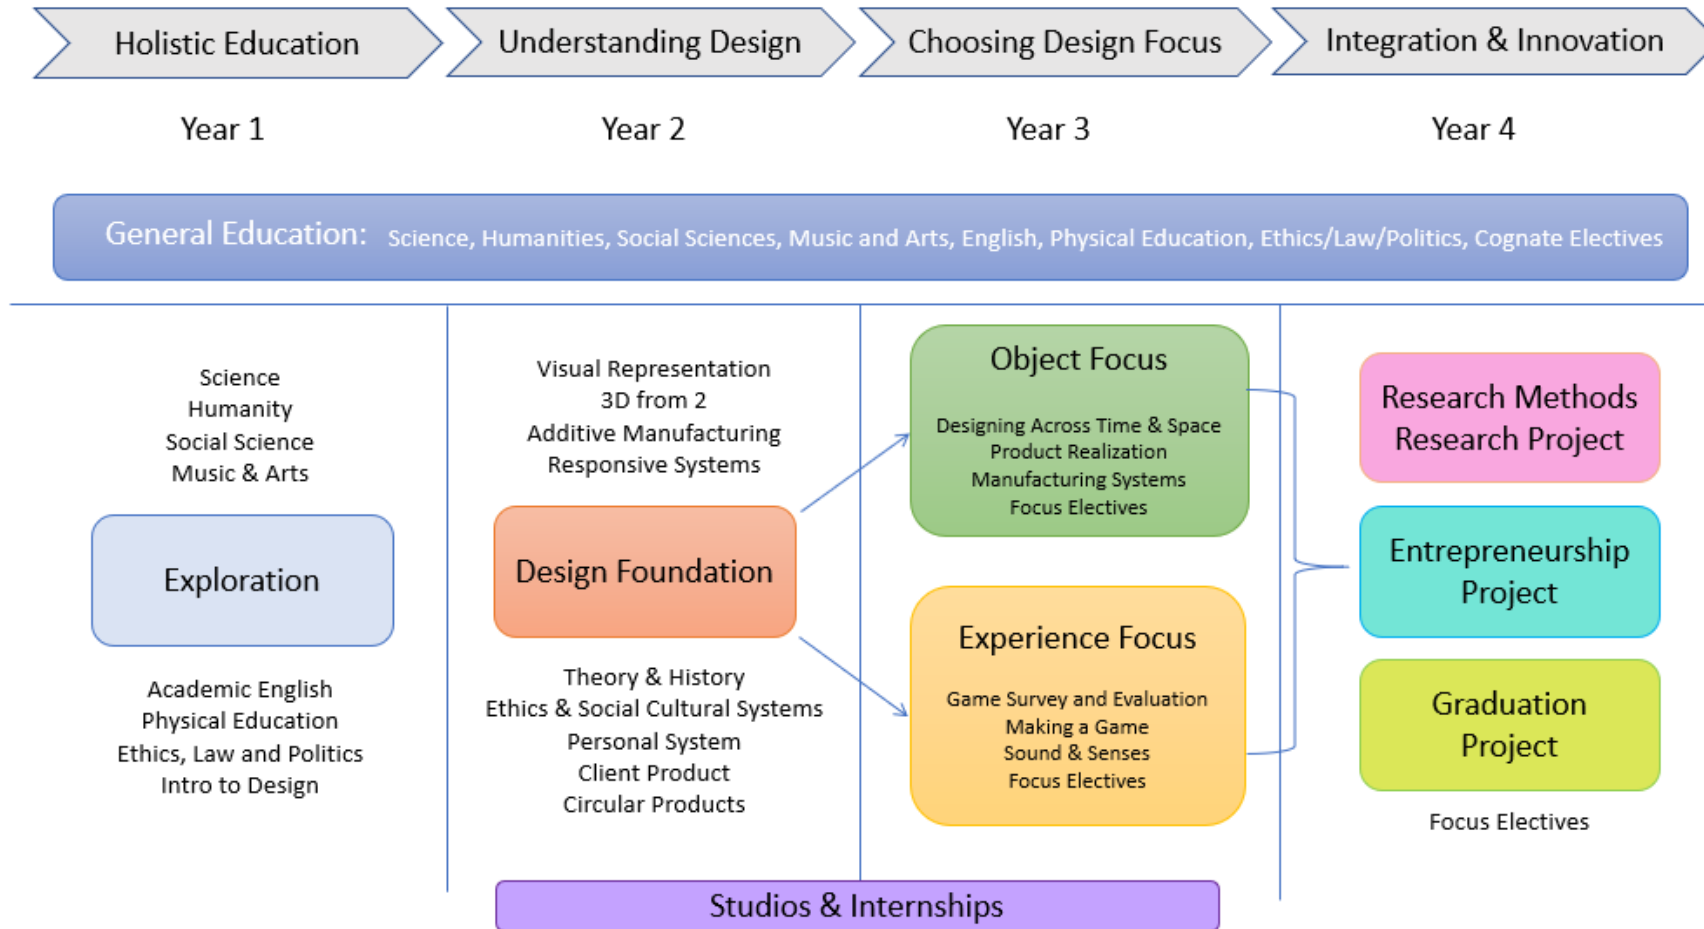 Holistic Education
Understanding Design
Choosing Design Focus
Integration & Innovation
Year 1
Year 2
Year 3
Year 4
General Education: Science, Humanities, Social Sciences, Music and Arts, English, Physical Education, Ethics/Law/Politics, Cognate Electives
Science
Humanity
Social Science
Music & Arts
Exploration
Academic English
Physical Education
Ethics, Law and Politics
Intro to Design
Visual Representation
3D from 2
Additive Manufacturing
Responsive Systems
Design Foundation
Theory & History
Ethics & Social Cultural Systems
Personal System
Client Product
Circular Products
Object Focus
Designing Across Time & Space
Product Realization
Manufacturing Systems
Focus Electives
Experience Focus
Game Survey and Evaluation
Making a Game
Sound & Senses
Focus Electives
Research Methods
Research Project
Entrepreneurship
Project
Graduation
Project
Focus Electives
Studios & Internships